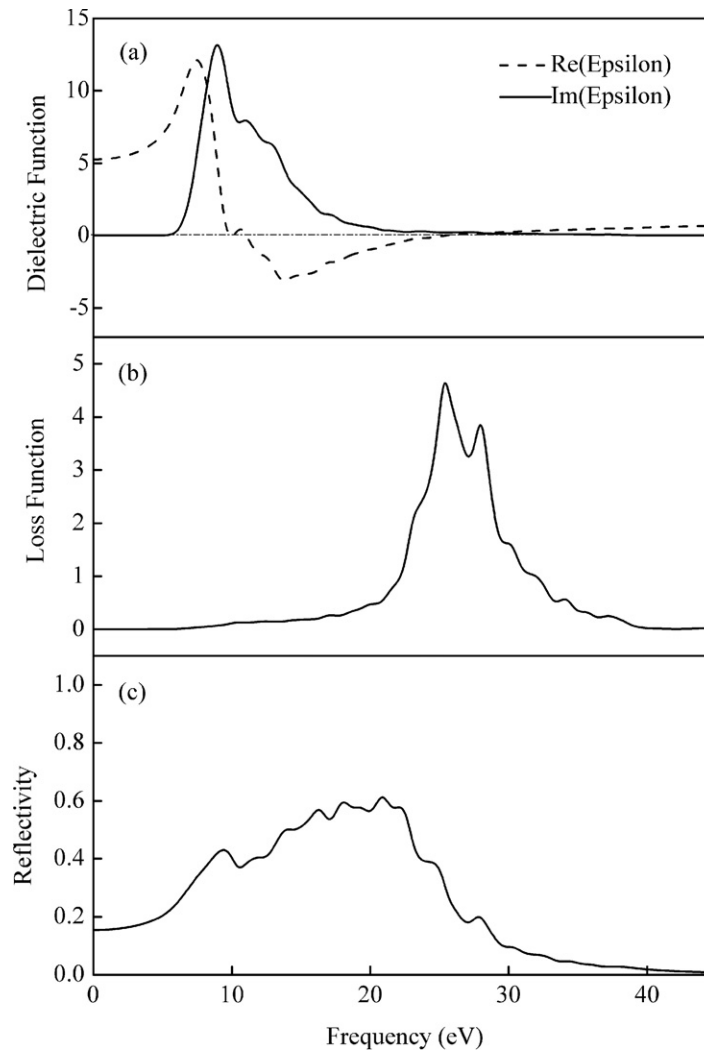 15
(a)
Re(Epsilon)
Im(Epsilon)
10
5
0
-5
Dielectric Function
(b)
5
4
3
2
1
0
Loss Function
(c)
1.0
0.8
0.6
0.4
0.2
0.0
Reflectivity
0 10 20 30 40
Frequency (eV)